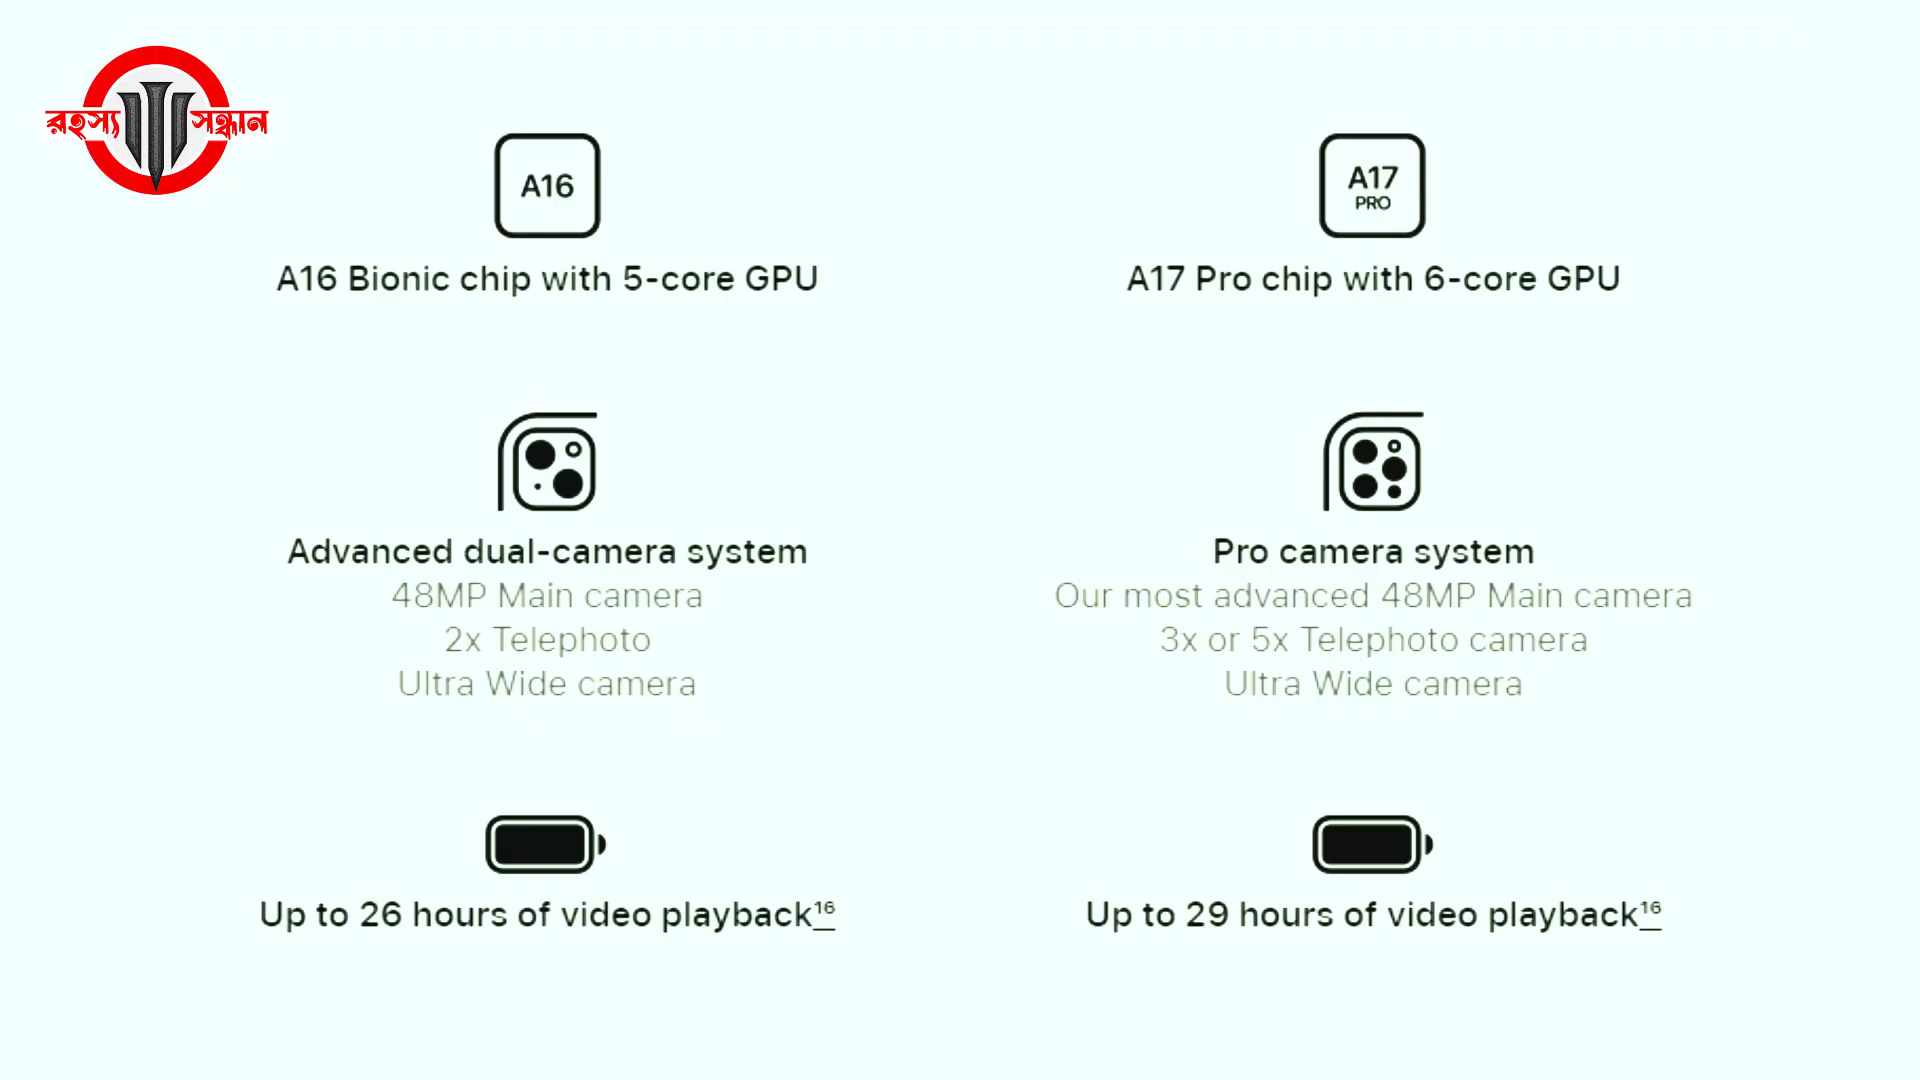 রহস্য সন্ধান
A16
A16 Bionic chip with 5-core GPU
Advanced dual-camera system
48MP Main camera
2x Telephoto
Ultra Wide camera
Up to 26 hours of video playback¹⁶
A17
PRO
A17 Pro chip with 6-core GPU
Pro camera system
Our most advanced 48MP Main camera
3x or 5x Telephoto camera
Ultra Wide camera
Up to 29 hours of video playback¹⁶